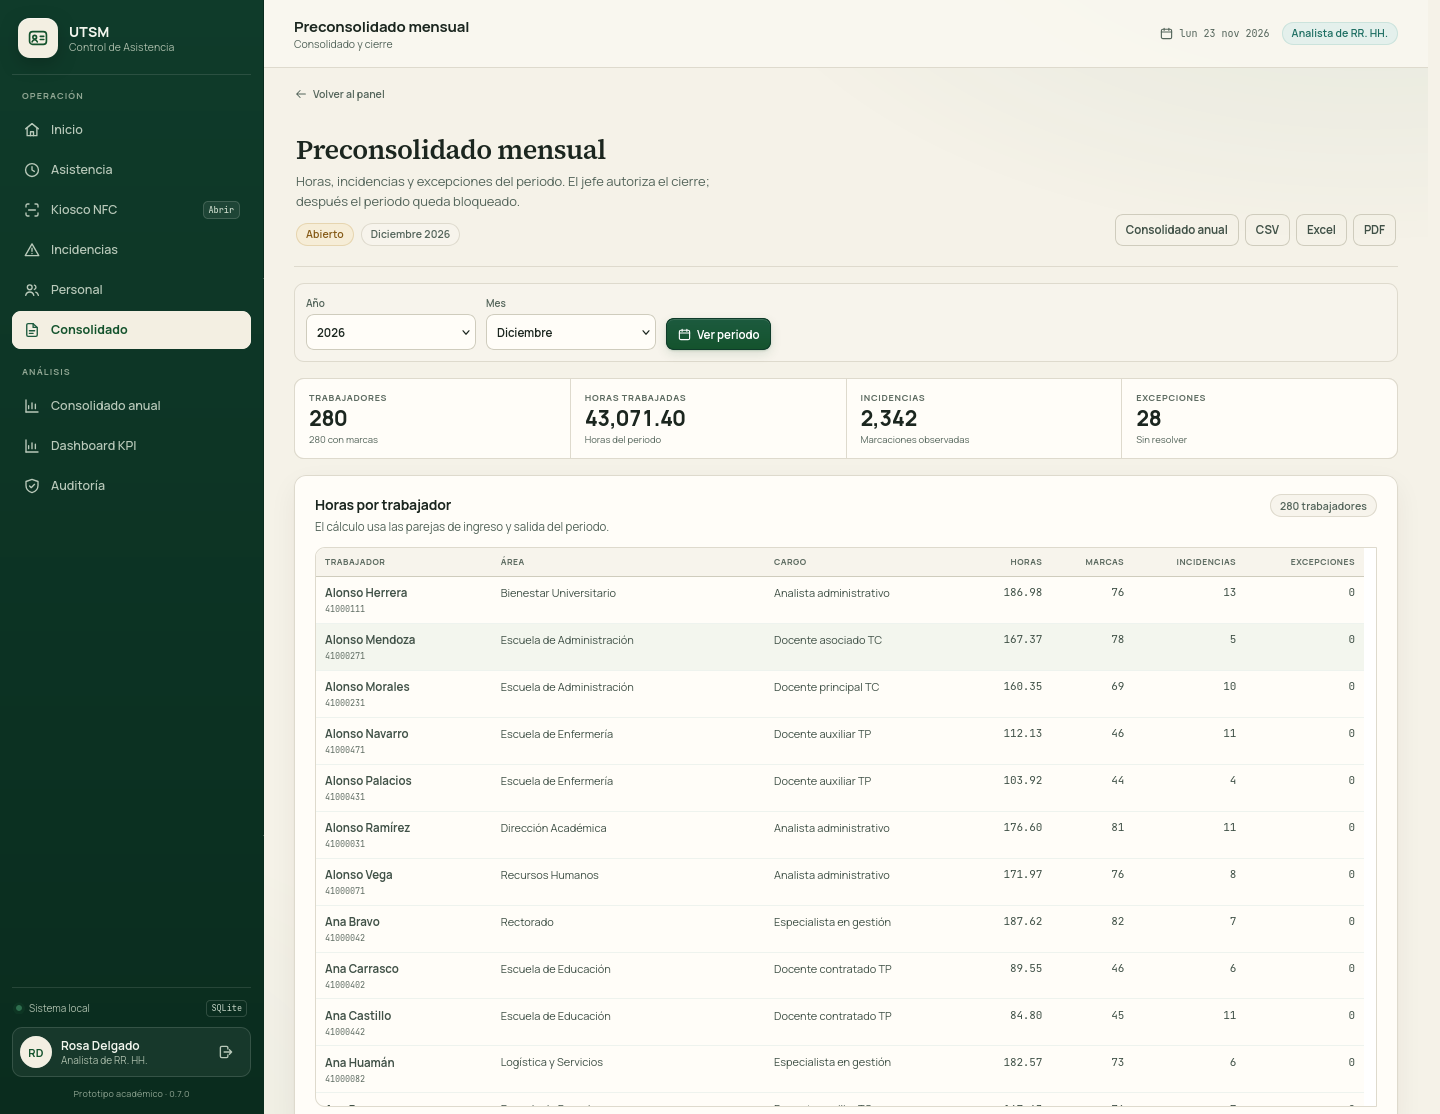 UTSM
Control de Asistencia
OPERACIÓN
Inicio
Asistencia
Kiosco NFC Abrir
Incidencias
Personal
Consolidado
ANÁLISIS
Consolidado anual
Dashboard KPI
Auditoría
Sistema local SQLite
RD Rosa Delgado
Analista de RR. HH.
Prototipo académico · 0.7.0
Preconsolidado mensual
Consolidado y cierre
lun 23 nov 2026 Analista de RR. HH.
Volver al panel
Preconsolidado mensual
Horas, incidencias y excepciones del periodo. El jefe autoriza el cierre;
después el periodo queda bloqueado.
Abierto Diciembre 2026
Consolidado anual CSV Excel PDF
Año Mes
2026 Diciembre Ver periodo
TRABAJADORES HORAS TRABAJADAS INCIDENCIAS EXCEPCIONES
280 43,071.40 2,342 28
280 con marcas Horas del periodo Marcaciones observadas Sin resolver
Horas por trabajador 280 trabajadores
El cálculo usa las parejas de ingreso y salida del periodo.
TRABAJADOR ÁREA CARGO HORAS MARCAS INCIDENCIAS EXCEPCIONES
Alonso Herrera Bienestar Universitario Analista administrativo 186.98 76 13 0
41000111
Alonso Mendoza Escuela de Administración Docente asociado TC 167.37 78 5 0
41000271
Alonso Morales Escuela de Administración Docente principal TC 160.35 69 10 0
41000231
Alonso Navarro Escuela de Enfermería Docente auxiliar TP 112.13 46 11 0
41000471
Alonso Palacios Escuela de Enfermería Docente auxiliar TP 103.92 44 4 0
41000431
Alonso Ramírez Dirección Académica Analista administrativo 176.60 81 11 0
41000031
Alonso Vega Recursos Humanos Analista administrativo 171.97 76 8 0
41000071
Ana Bravo Rectorado Especialista en gestión 187.62 82 7 0
41000042
Ana Carrasco Escuela de Educación Docente contratado TP 89.55 46 6 0
41000402
Ana Castillo Escuela de Educación Docente contratado TP 84.80 45 11 0
41000442
Ana Huamán Logística y Servicios Especialista en gestión 182.57 73 6 0
41000082